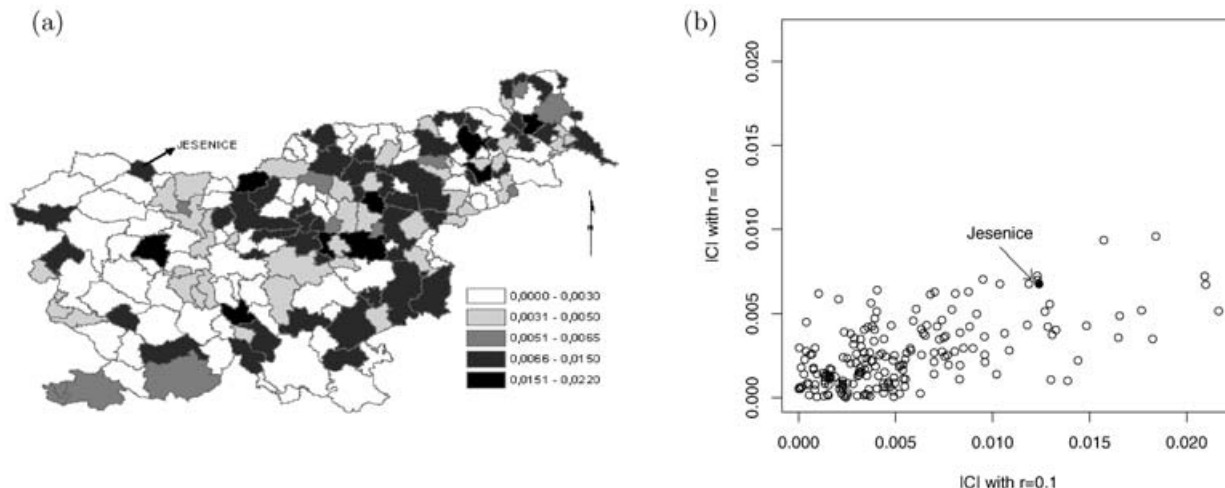 (a)
JESENICE
0,0000 - 0,0030
0,0031 - 0,0050
0,0051 - 0,0065
0,0066 - 0,0150
0,0151 - 0,0220
(b)
|C| with r=10
0.020
0.015
0.010
0.005
0.000
Jesenice
0.000 0.005 0.010 0.015 0.020
|C| with r=0.1